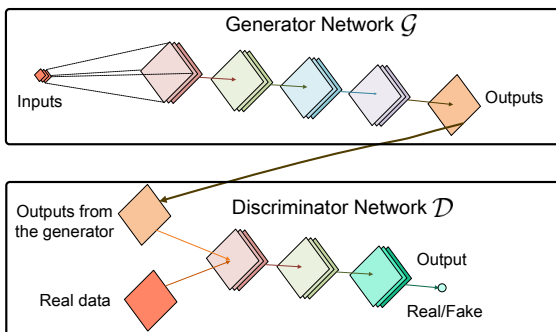 Generator Network 𝒢
Inputs
Outputs
Discriminator Network 𝒟
Outputs from
the generator
Real data
Output
Real/Fake